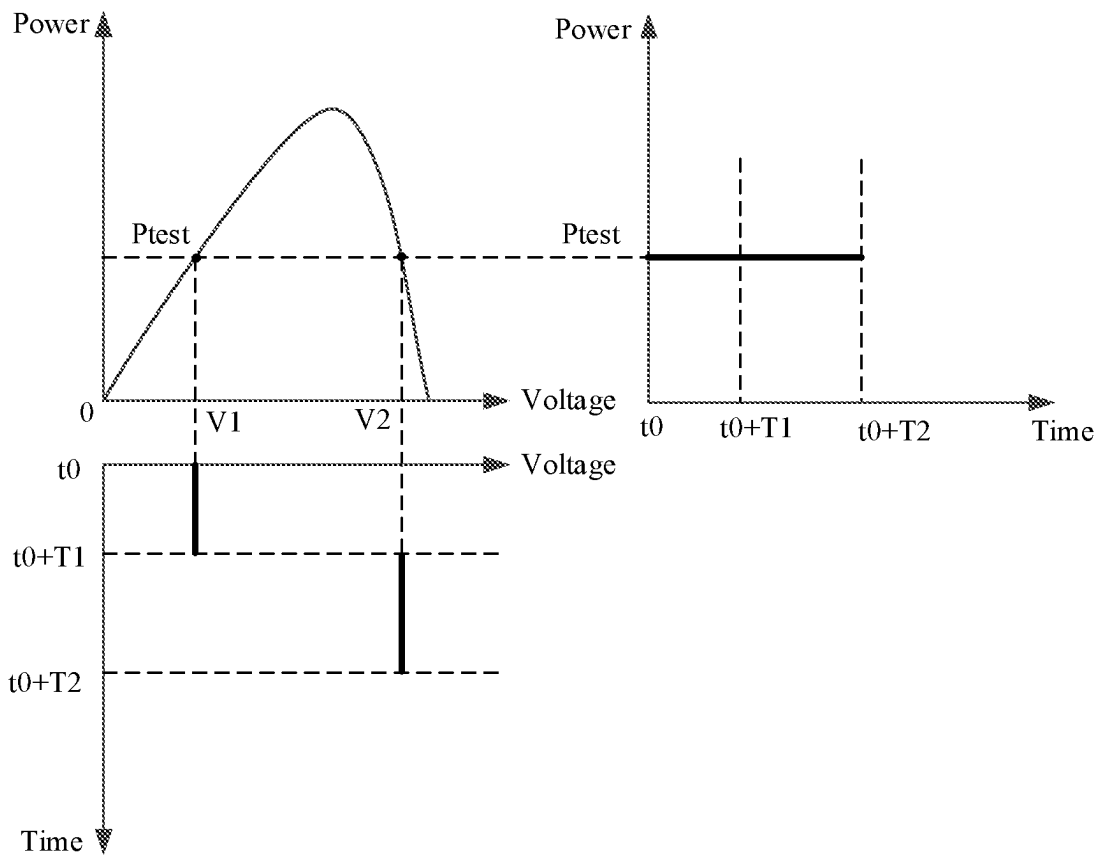 Power
Ptest
0
V1
V2
Voltage
Power
Ptest
t0
t0+T1
t0+T2
Time
t0
Voltage
t0+T1
t0+T2
Time